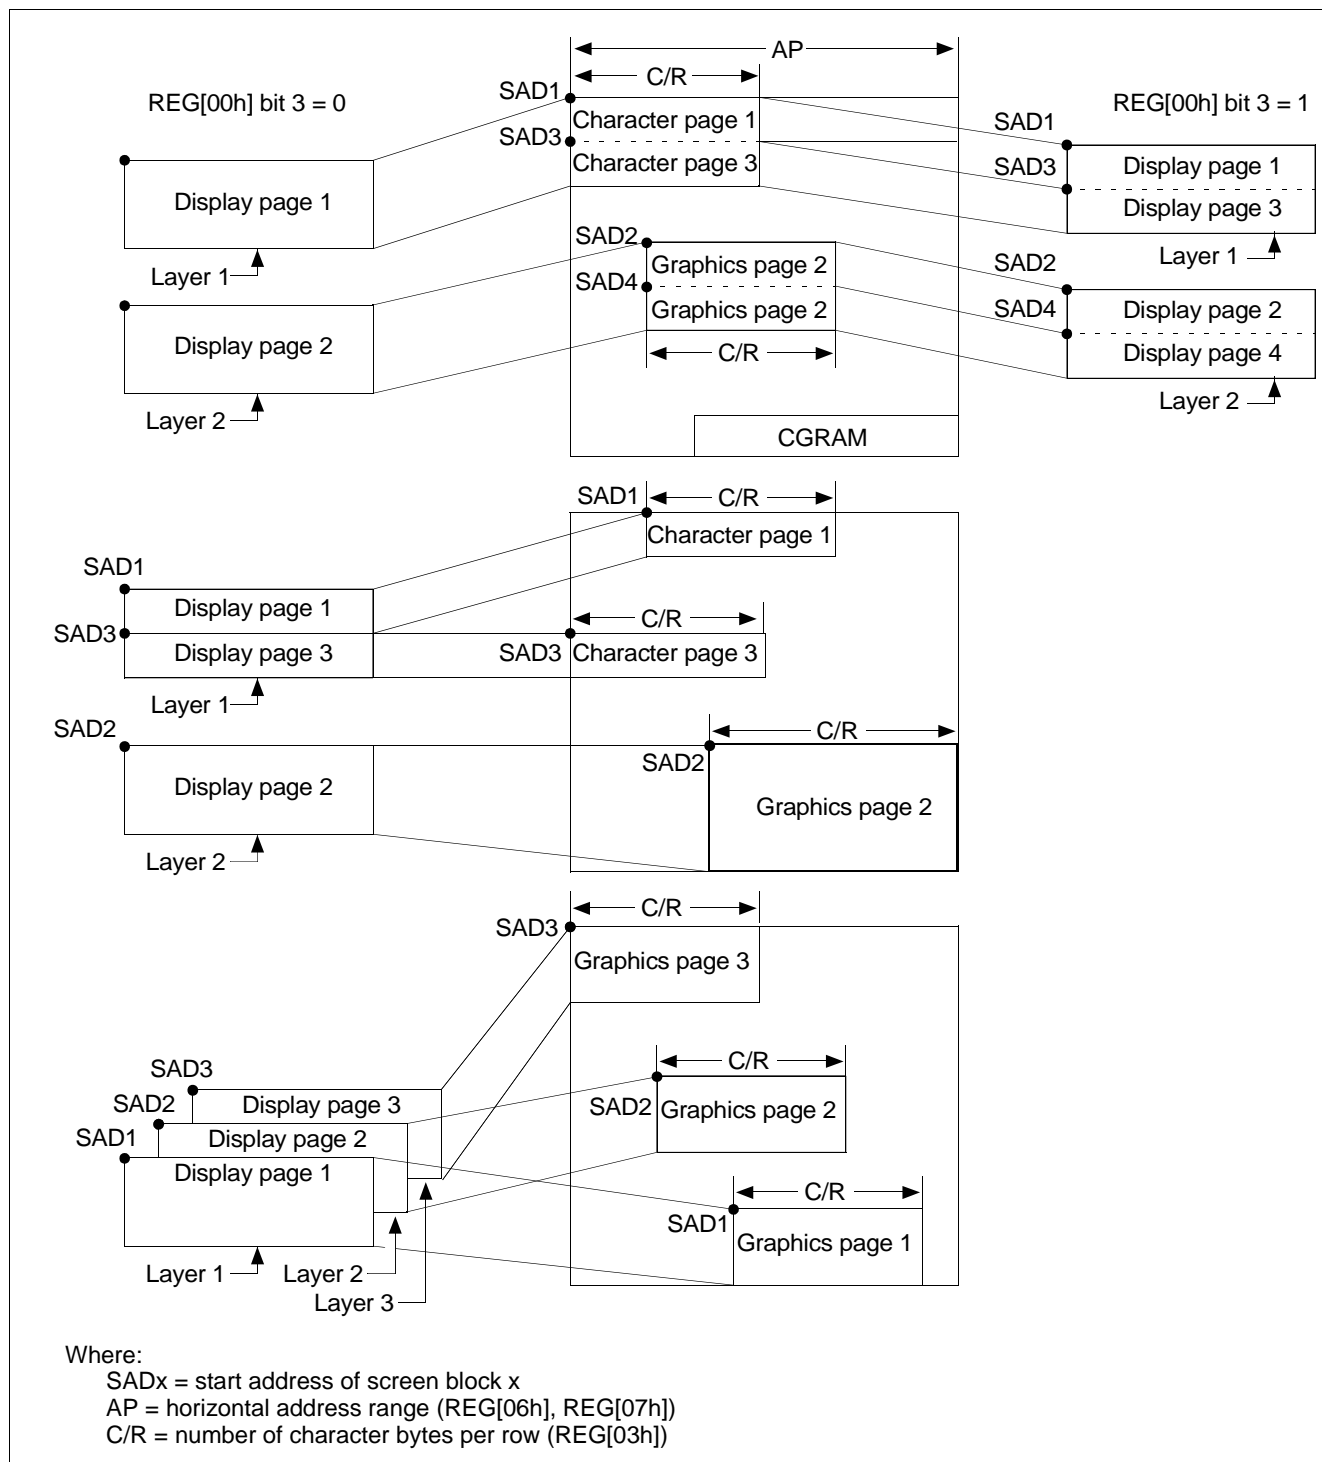 AP
C/R
REG[00h] bit 3 = 0
SAD1
REG[00h] bit 3 = 1
Character page 1
SAD1
SAD3
Character page 3
Display page 1
SAD3
Display page 1
Display page 3
SAD2
Layer 1
Layer 1
Graphics page 2
SAD2
SAD4
Graphics page 2
Display page 2
SAD4
Display page 2
C/R
Display page 4
Layer 2
Layer 2
CGRAM
SAD1
C/R
Character page 1
SAD1
Display page 1
C/R
SAD3
Display page 3
SAD3
Character page 3
Layer 1
SAD2
C/R
SAD2
Display page 2
Graphics page 2
Layer 2
C/R
SAD3
Graphics page 3
SAD3
C/R
SAD2
Display page 3
SAD2
Graphics page 2
SAD1
Display page 2
Display page 1
C/R
SAD1
Graphics page 1
Layer 1
Layer 2
Layer 3
Where:
SADx = start address of screen block x
AP = horizontal address range (REG[06h], REG[07h])
C/R = number of character bytes per row (REG[03h])